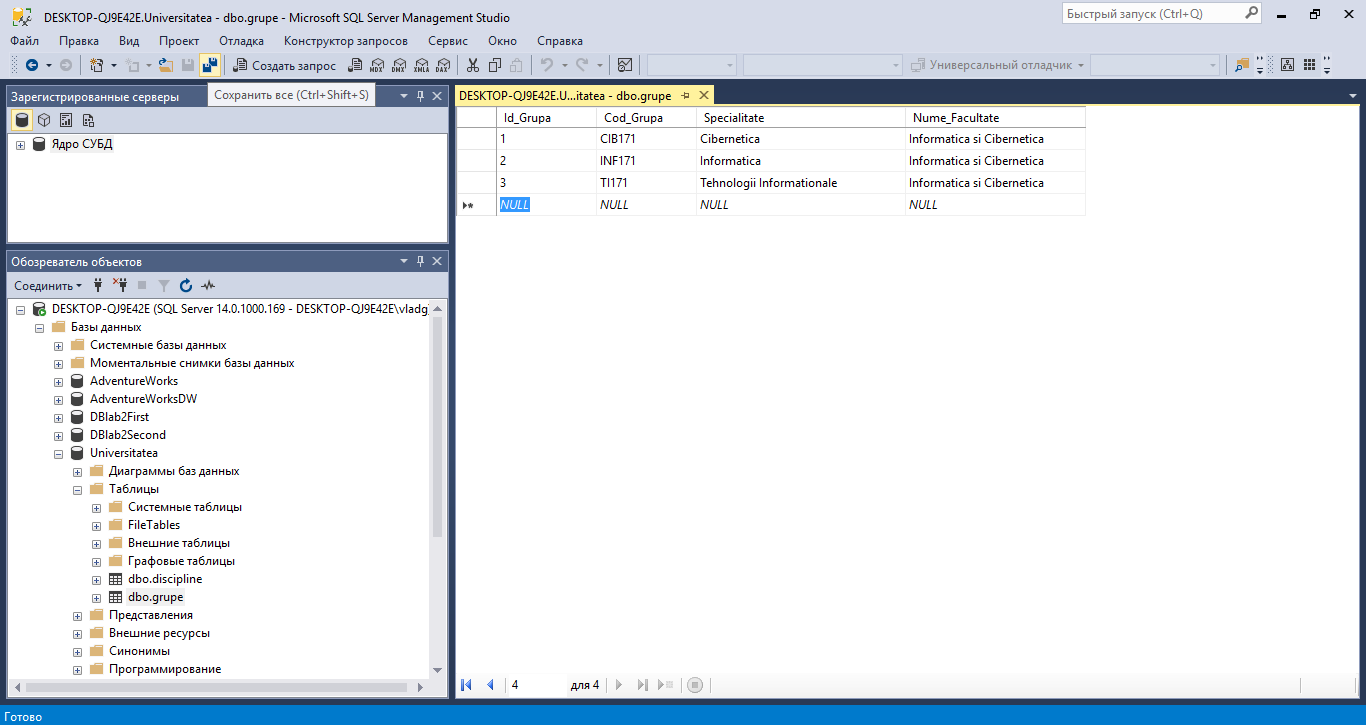 DESKTOP-QJ9E42E.Universitatea - dbo.grupe - Microsoft SQL Server Management Studio
Быстрый запуск (Ctrl+Q)
Файл Правка Вид Проект Отладка Конструктор запросов Сервис Окно Справка
Создать запрос MDX DMX XMLA DAX Универсальный отладчик
Зарегистрированные серверы
Сохранить все (Ctrl+Shift+S)
Ядро СУБД
Обозреватель объектов
Соединить
DESKTOP-QJ9E42E (SQL Server 14.0.1000.169 - DESKTOP-QJ9E42E\vladg
Базы данных
Системные базы данных
Моментальные снимки базы данных
AdventureWorks
AdventureWorksDW
DBlab2First
DBlab2Second
Universitatea
Диаграммы баз данных
Таблицы
Системные таблицы
FileTables
Внешние таблицы
Графовые таблицы
dbo.discipline
dbo.grupe
Представления
Внешние ресурсы
Синонимы
Программирование
DESKTOP-QJ9E42E.U...itatea - dbo.grupe
Id_Grupa Cod_Grupa Specialitate Nume_Facultate
1 CIB171 Cibernetica Informatica si Cibernetica
2 INF171 Informatica Informatica si Cibernetica
3 TI171 Tehnologii Informationale Informatica si Cibernetica
NULL NULL NULL NULL
4 для 4
Готово